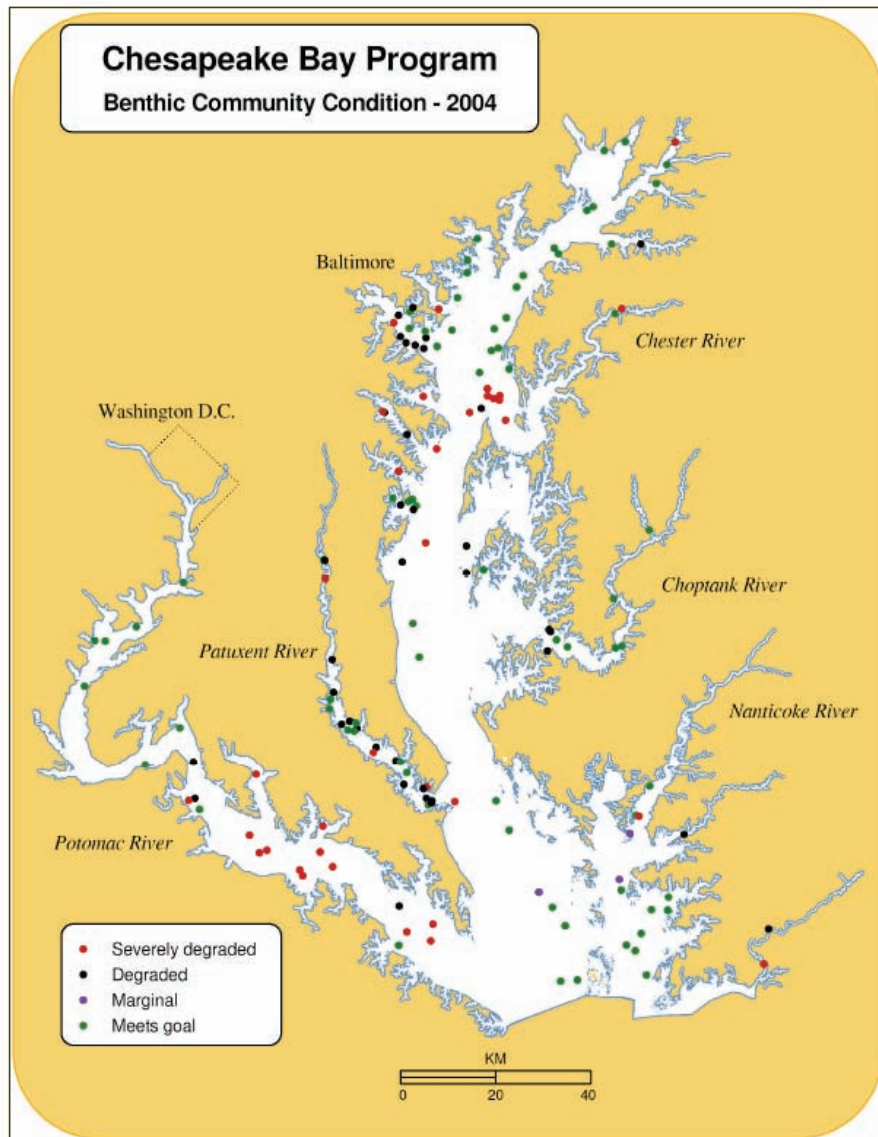 Chesapeake Bay Program
Benthic Community Condition - 2004
Baltimore
Chester River
Washington D.C.
Choptank River
Patuxent River
Nanticoke River
Potomac River
Severely degraded
Degraded
Marginal
Meets goal
KM
0 20 40